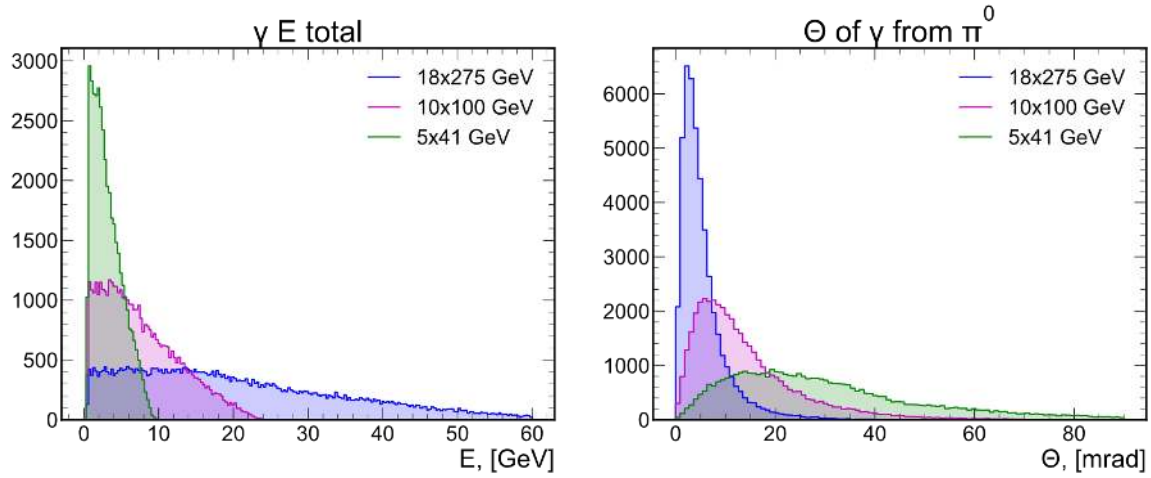 γ E total
3000
2500
2000
1500
1000
500
0
0 10 20 30 40 50 60
E, [GeV]
18x275 GeV
10x100 GeV
5x41 GeV
Θ of γ from π⁰
6000
5000
4000
3000
2000
1000
0
0 20 40 60 80
Θ, [mrad]
18x275 GeV
10x100 GeV
5x41 GeV